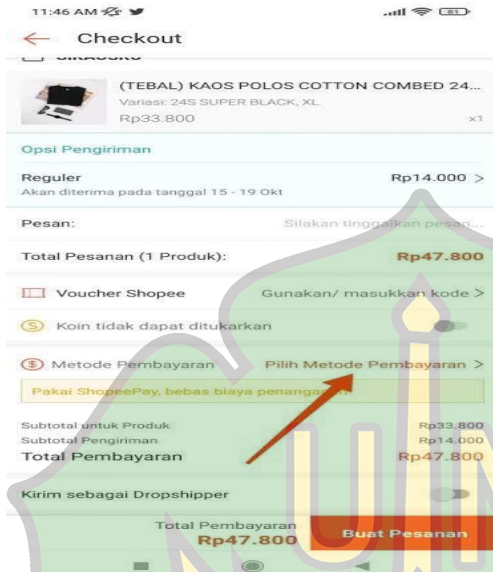 11:46 AM
81
Checkout
(TEBAL) KAOS POLOS COTTON COMBED 24...
Variasi: 24S SUPER BLACK, XL
Rp33.800 x1
Opsi Pengiriman
Reguler Rp14.000 >
Akan diterima pada tanggal 15 - 19 Okt
Pesan: Silakan tinggalkan pesan...
Total Pesanan (1 Produk): Rp47.800
Voucher Shopee Gunakan/ masukkan kode >
Koin tidak dapat ditukarkan
Metode Pembayaran Pilih Metode Pembayaran >
Pakai ShopeePay, bebas biaya
Subtotal untuk Produk Rp33.800
Subtotal Pengiriman Rp14.000
Total Pembayaran Rp47.800
Kirim sebagai Dropshipper
Total Pembayaran
Rp47.800
Buat Pesanan